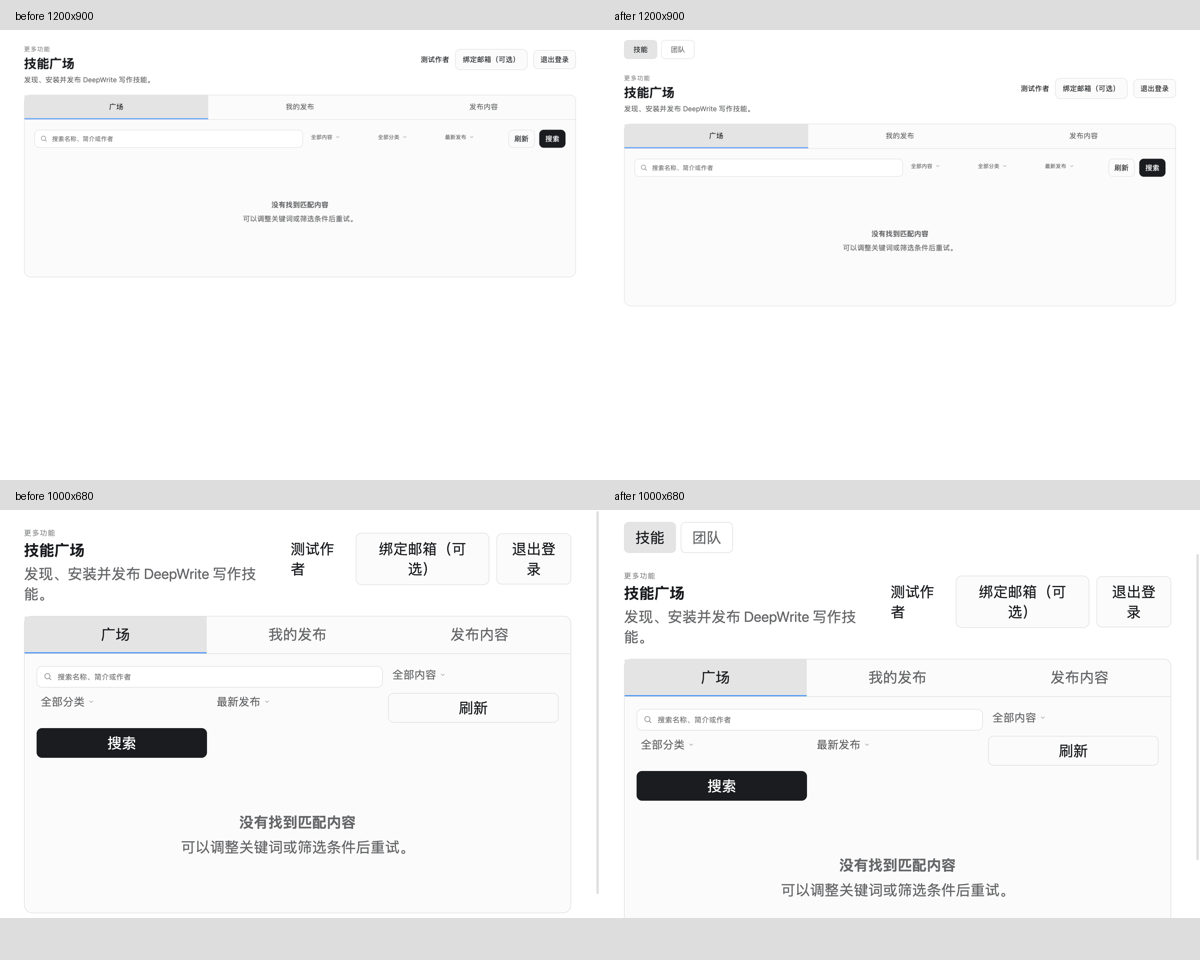 before 1200x900
更多功能
技能广场
发现、安装并发布 DeepWrite 写作技能。
测试作者
绑定邮箱（可选）
退出登录
广场
我的发布
发布内容
搜索名称、简介或作者
全部内容
全部分类
最新发布
刷新
搜索
没有找到匹配内容
可以调整关键词或筛选条件后重试。
after 1200x900
技能
团队
更多功能
技能广场
发现、安装并发布 DeepWrite 写作技能。
测试作者
绑定邮箱（可选）
退出登录
广场
我的发布
发布内容
搜索名称、简介或作者
全部内容
全部分类
最新发布
刷新
搜索
没有找到匹配内容
可以调整关键词或筛选条件后重试。
before 1000x680
更多功能
技能广场
发现、安装并发布 DeepWrite 写作技
能。
测试作
者
绑定邮箱（可
选）
退出登
录
广场
我的发布
发布内容
搜索名称、简介或作者
全部内容
全部分类
最新发布
刷新
搜索
没有找到匹配内容
可以调整关键词或筛选条件后重试。
after 1000x680
技能
团队
更多功能
技能广场
发现、安装并发布 DeepWrite 写作技
能。
测试作
者
绑定邮箱（可
选）
退出登
录
广场
我的发布
发布内容
搜索名称、简介或作者
全部内容
全部分类
最新发布
刷新
搜索
没有找到匹配内容
可以调整关键词或筛选条件后重试。